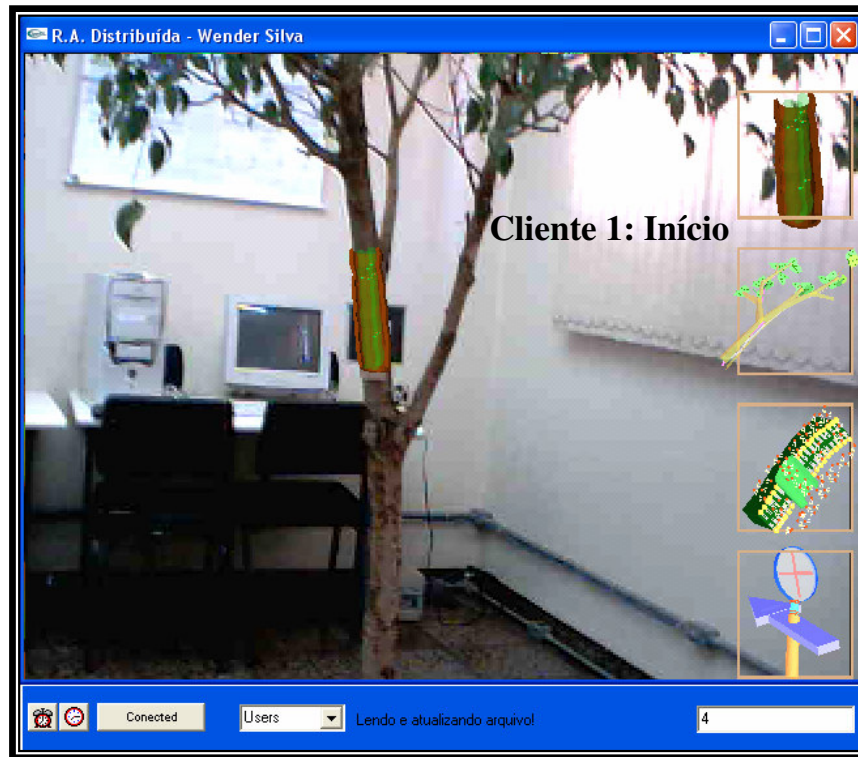 R.A. Distribuída - Wender Silva
Cliente 1: Início
Conected
Users
Lendo e atualizando arquivo!
4